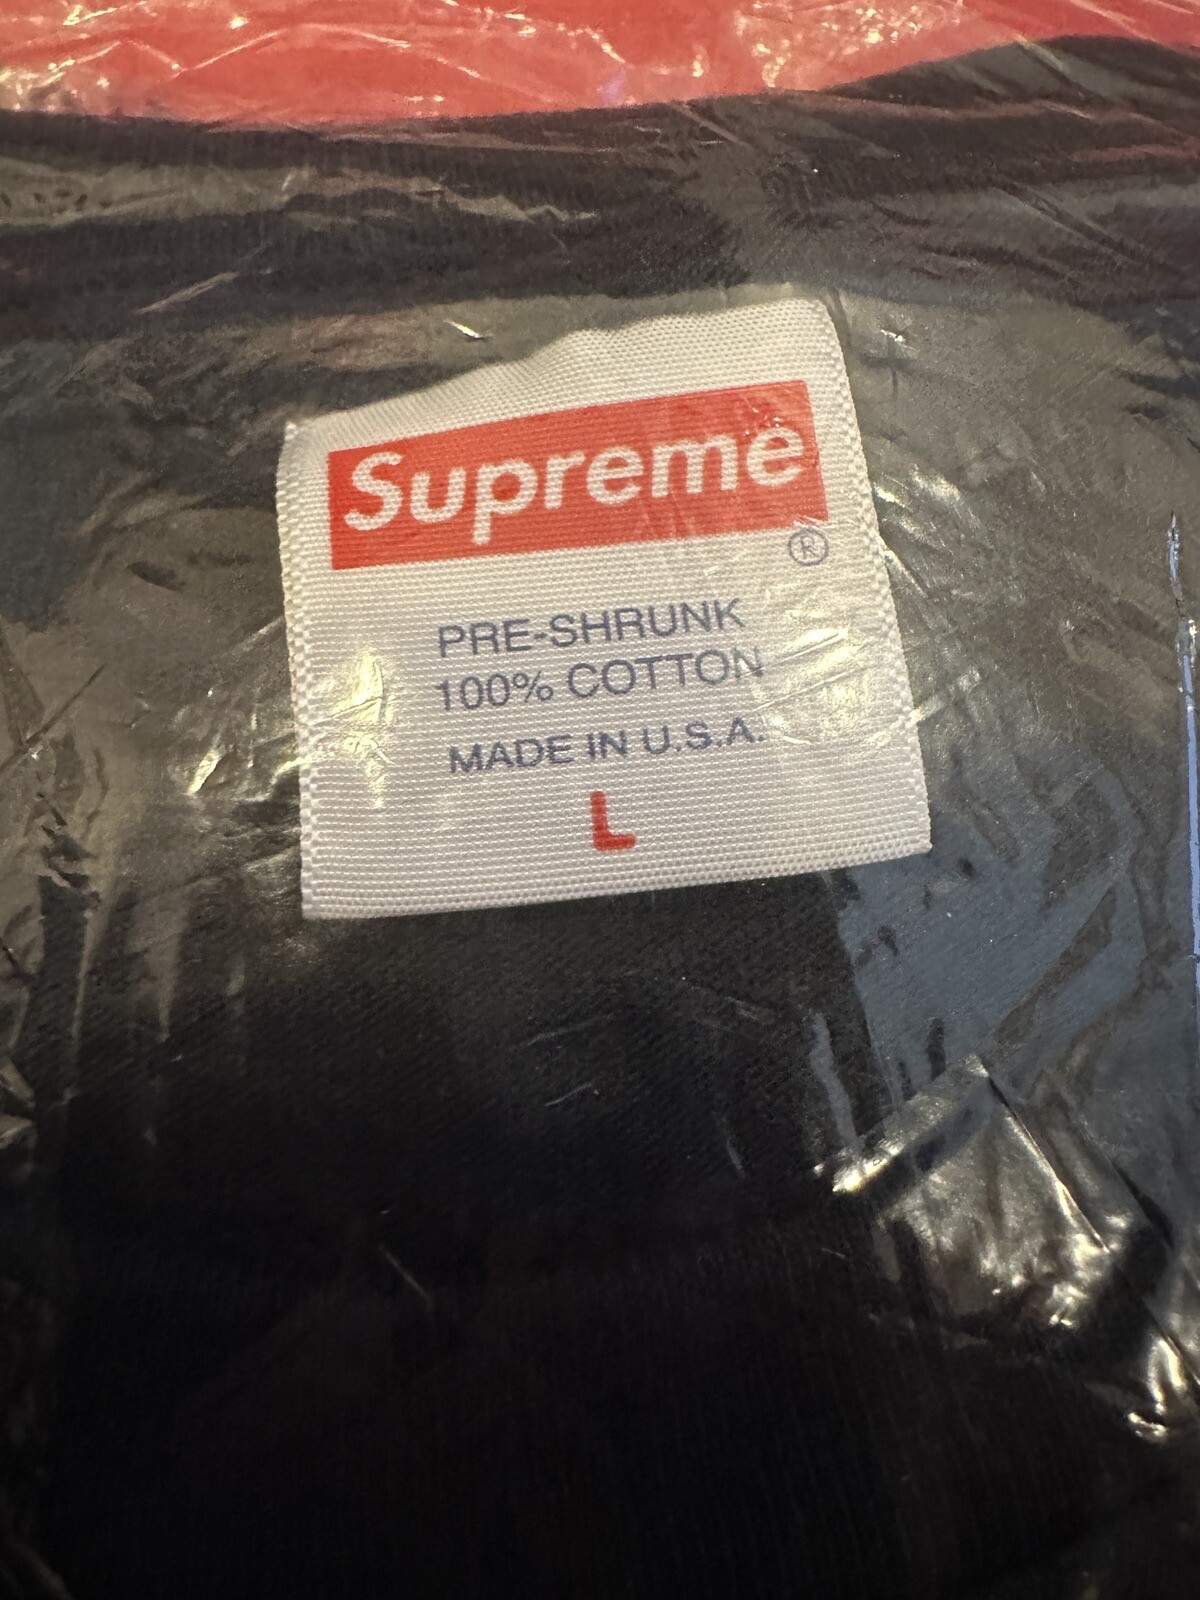 Supreme
®
PRE-SHRUNK
100% COTTON
MADE IN U.S.A.
L